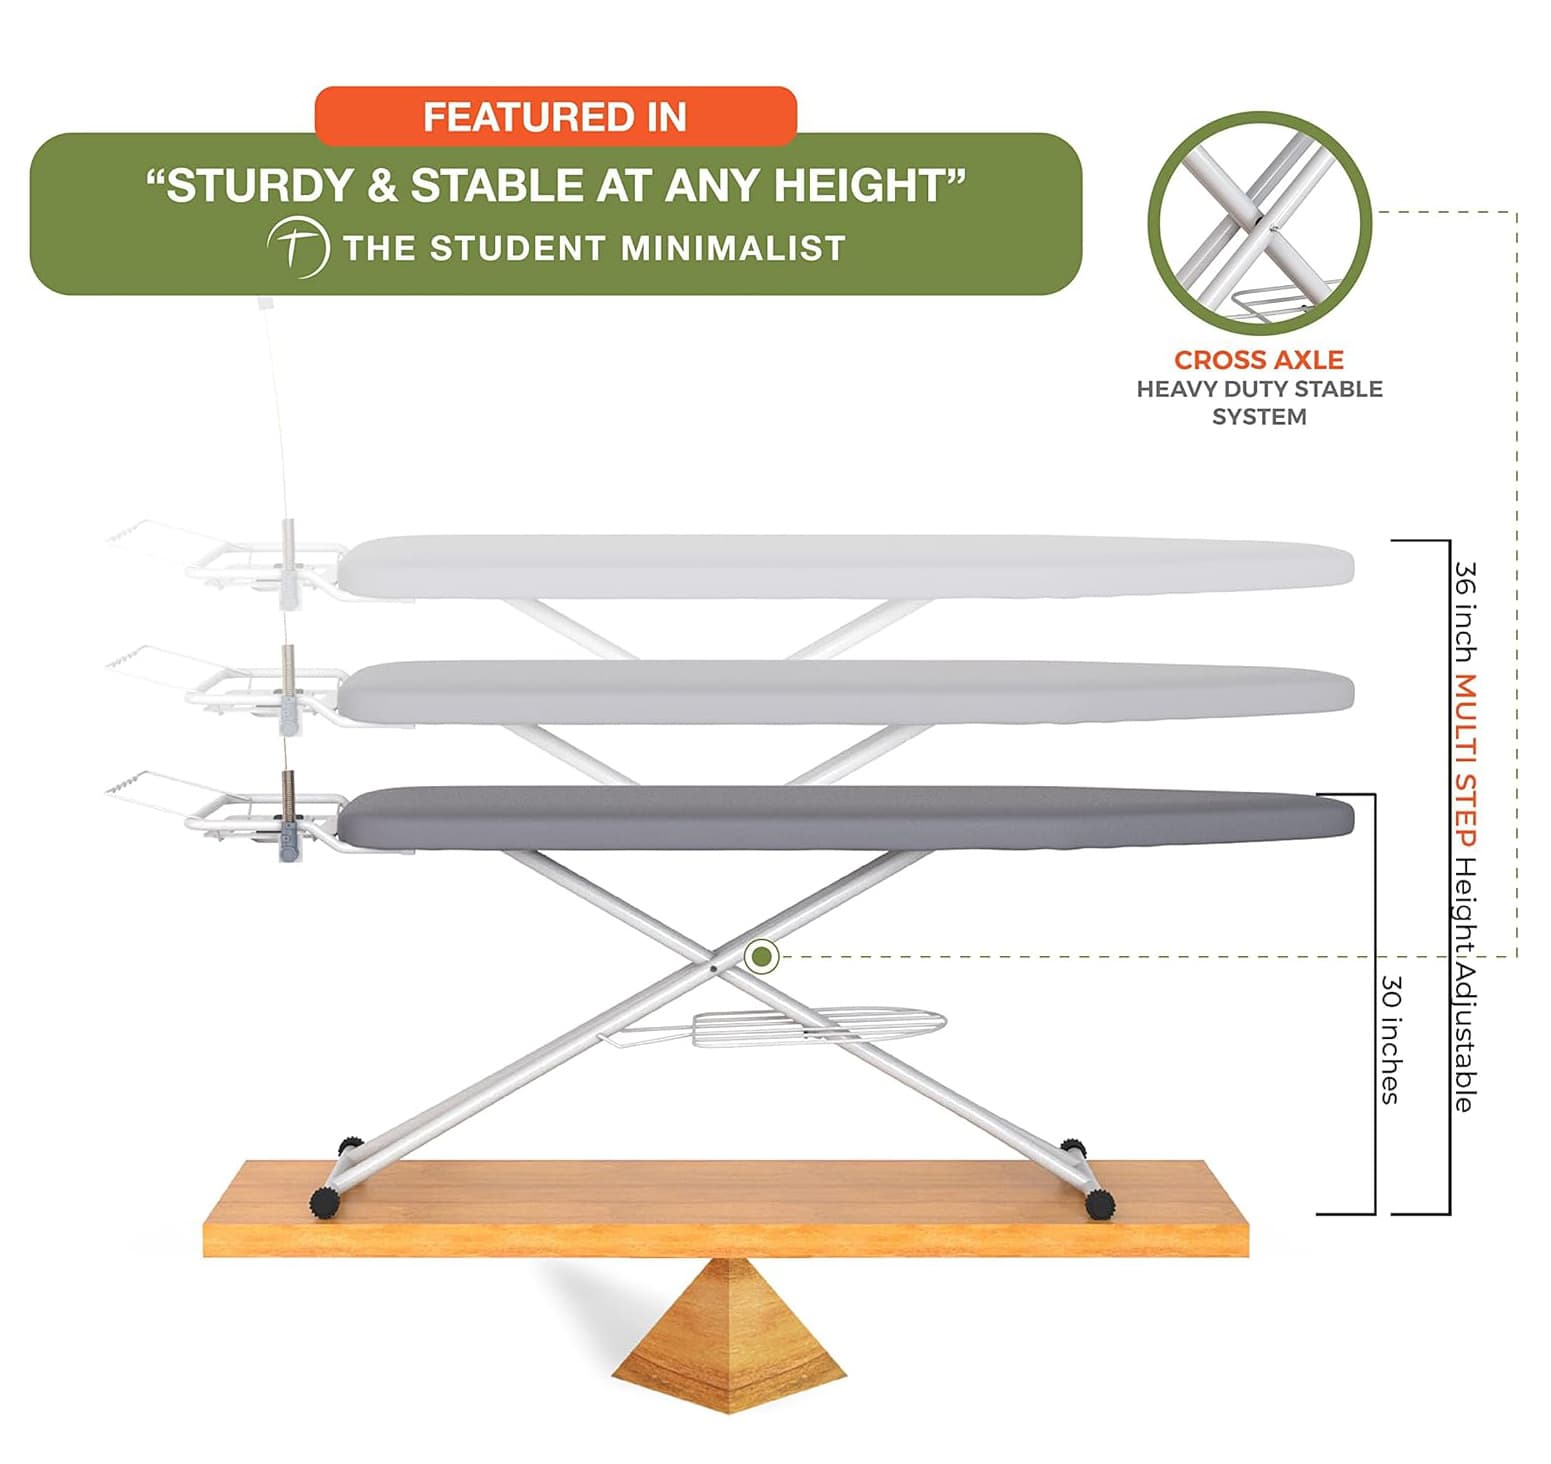 FEATURED IN
“STURDY & STABLE AT ANY HEIGHT”
THE STUDENT MINIMALIST
CROSS AXLE
HEAVY DUTY STABLE
SYSTEM
36 inch MULTI STEP Height Adjustable
30 inches